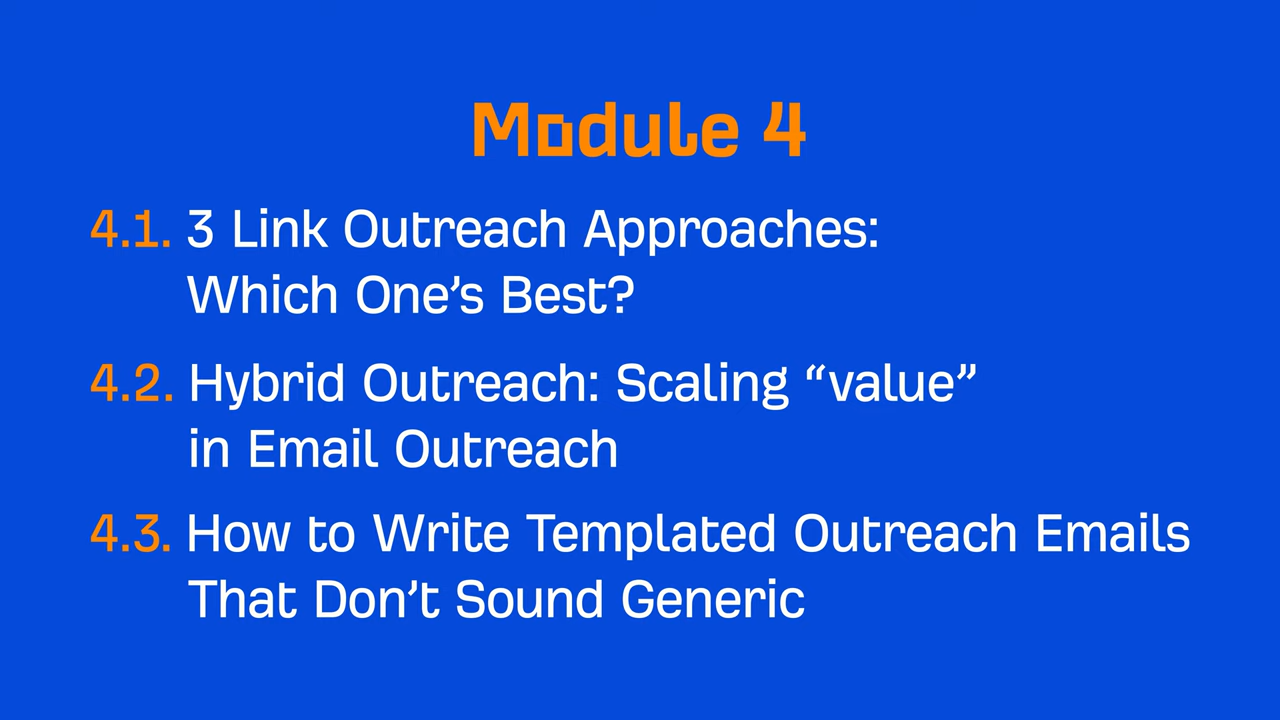 Module 4
4.1. 3 Link Outreach Approaches:
Which One’s Best?
4.2. Hybrid Outreach: Scaling “value”
in Email Outreach
4.3. How to Write Templated Outreach Emails
That Don’t Sound Generic